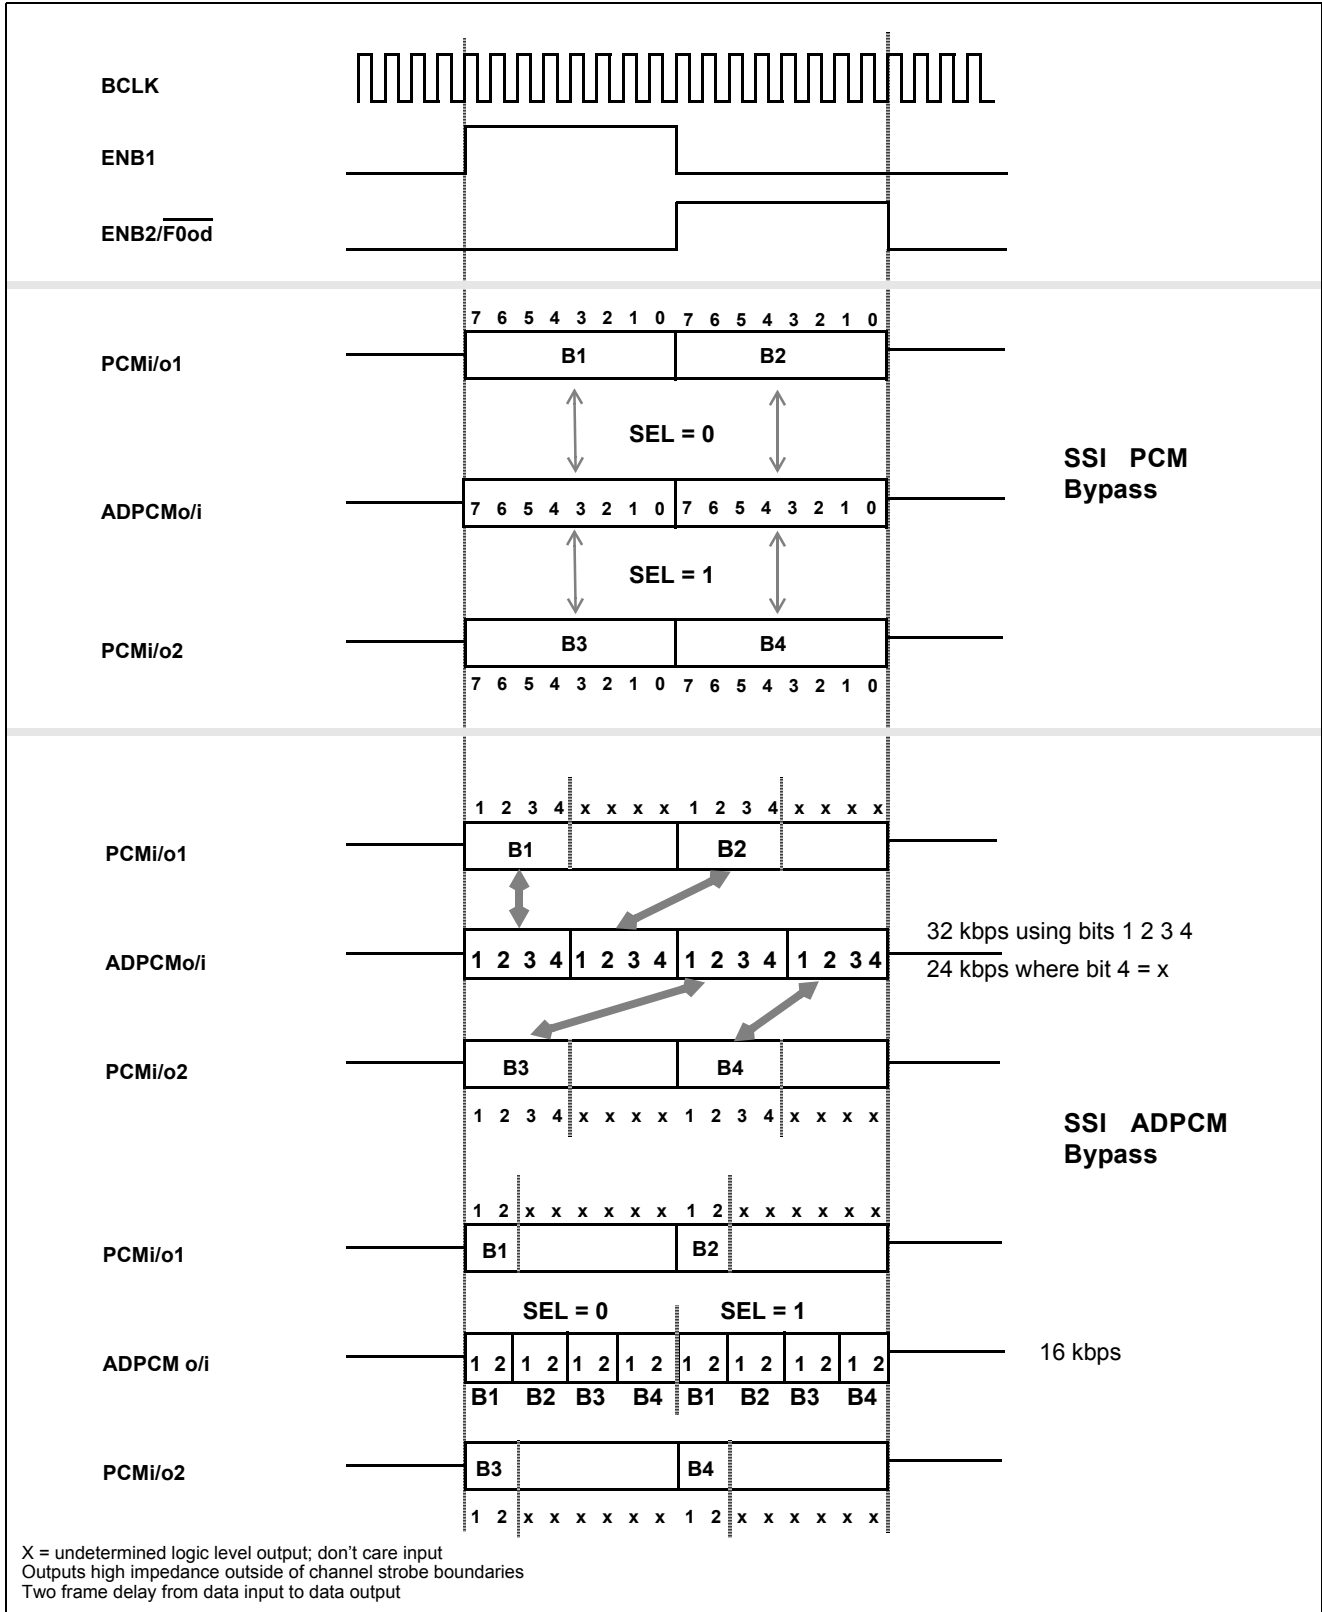 BCLK
ENB1
ENB2/F0od
7 6 5 4 3 2 1 0 7 6 5 4 3 2 1 0
PCMi/o1
B1 B2
SEL = 0
SSI PCM
Bypass
ADPCMo/i
7 6 5 4 3 2 1 0 7 6 5 4 3 2 1 0
SEL = 1
PCMi/o2
B3 B4
7 6 5 4 3 2 1 0 7 6 5 4 3 2 1 0
1 2 3 4 x x x x 1 2 3 4 x x x x
PCMi/o1
B1 B2
ADPCMo/i
1 2 3 4 1 2 3 4 1 2 3 4 1 2 3 4
32 kbps using bits 1 2 3 4
24 kbps where bit 4 = x
PCMi/o2
B3 B4
1 2 3 4 x x x x 1 2 3 4 x x x x
SSI ADPCM
Bypass
1 2 x x x x x x 1 2 x x x x x x
PCMi/o1
B1 B2
SEL = 0 SEL = 1
ADPCM o/i
1 2 1 2 1 2 1 2 1 2 1 2 1 2 1 2
16 kbps
B1 B2 B3 B4 B1 B2 B3 B4
PCMi/o2
B3 B4
1 2 x x x x x x 1 2 x x x x x x
X = undetermined logic level output; don't care input
Outputs high impedance outside of channel strobe boundaries
Two frame delay from data input to data output